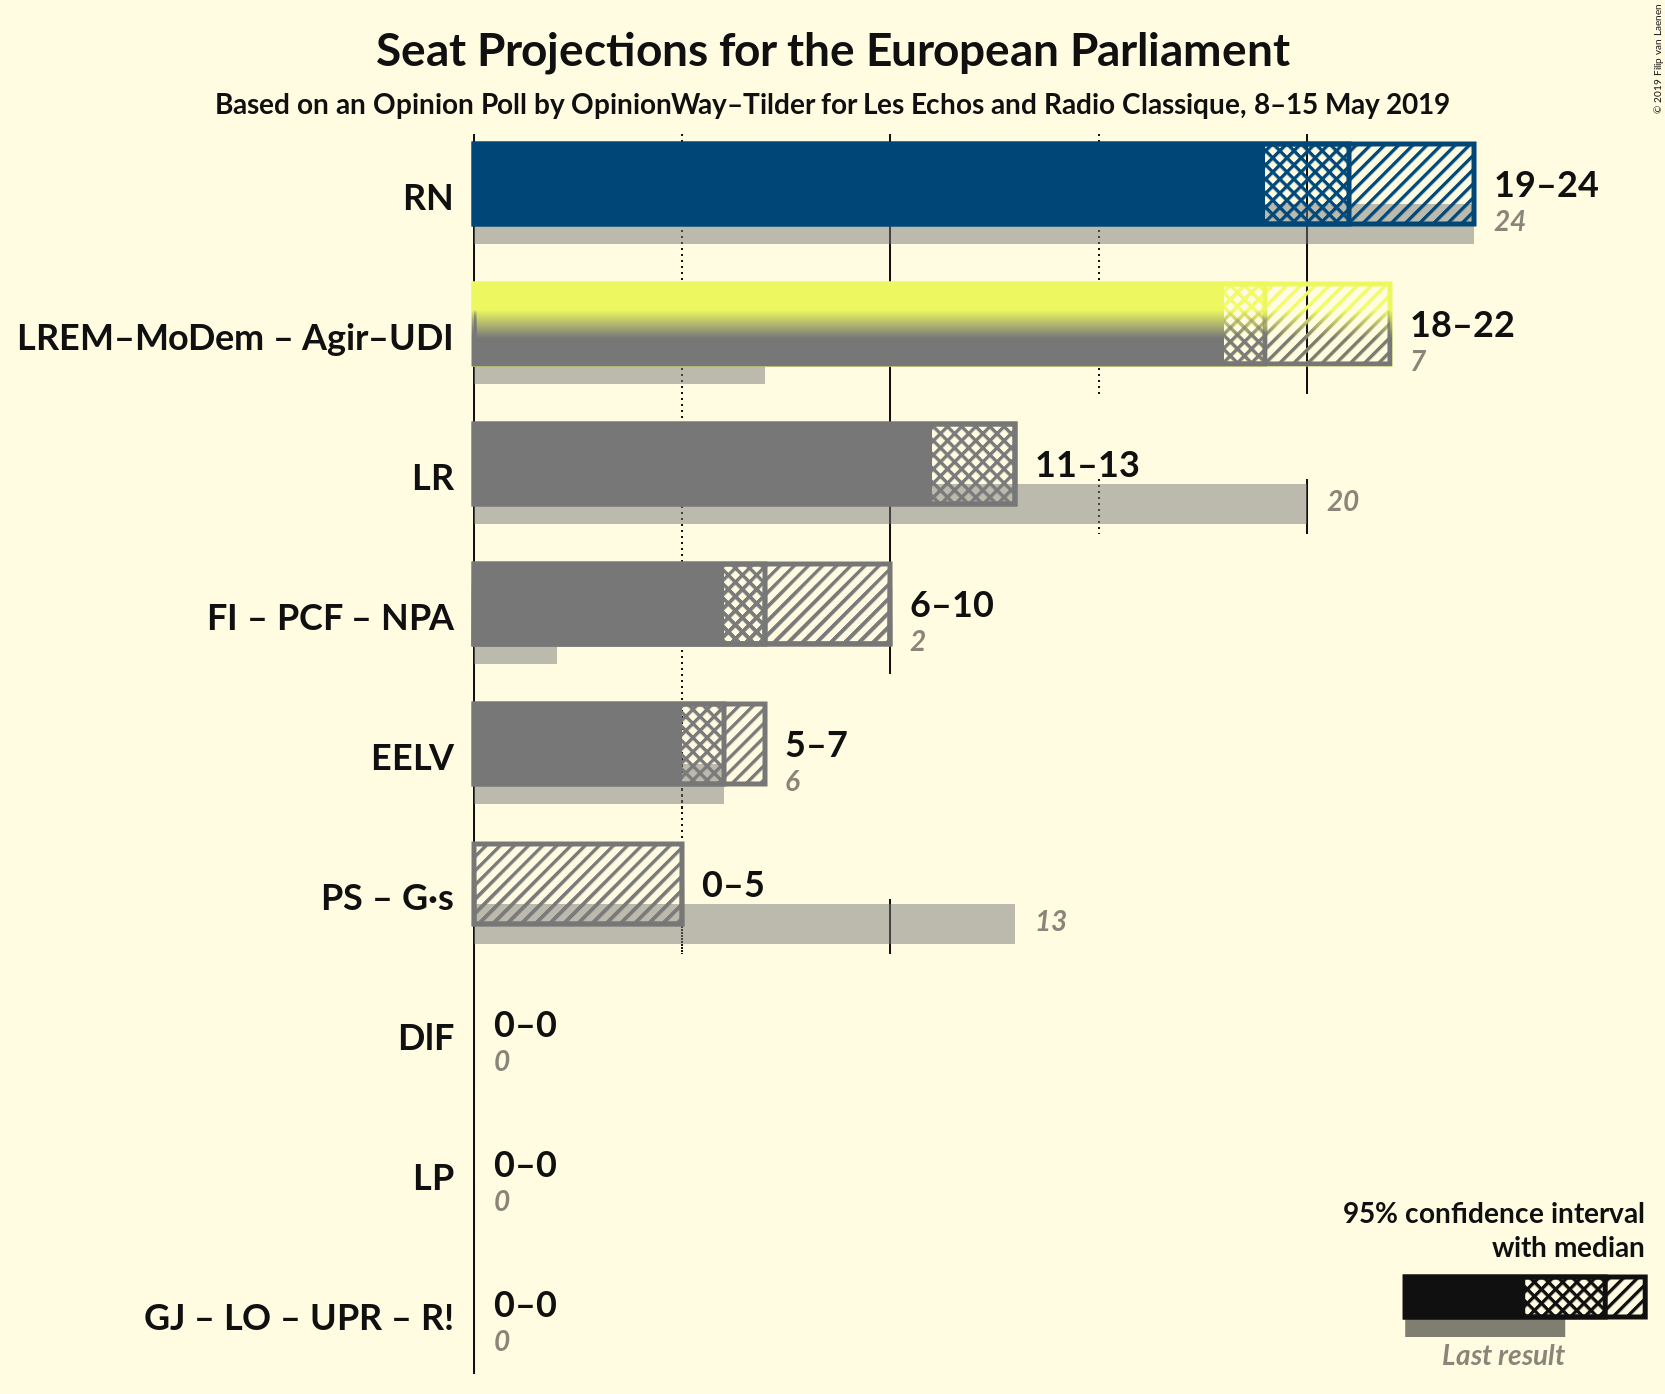 Seat Projections for the European Parliament
Based on an Opinion Poll by OpinionWay–Tilder for Les Echos and Radio Classique, 8–15 May 2019
© 2019 Filip van Laenen
RN
19–24
24
LREM–MoDem – Agir–UDI
18–22
7
LR
11–13
20
FI – PCF – NPA
6–10
2
EELV
5–7
6
PS – G·s
0–5
13
DlF
0–0
0
LP
0–0
0
GJ – LO – UPR – R!
0–0
0
95% confidence interval
with median
Last result